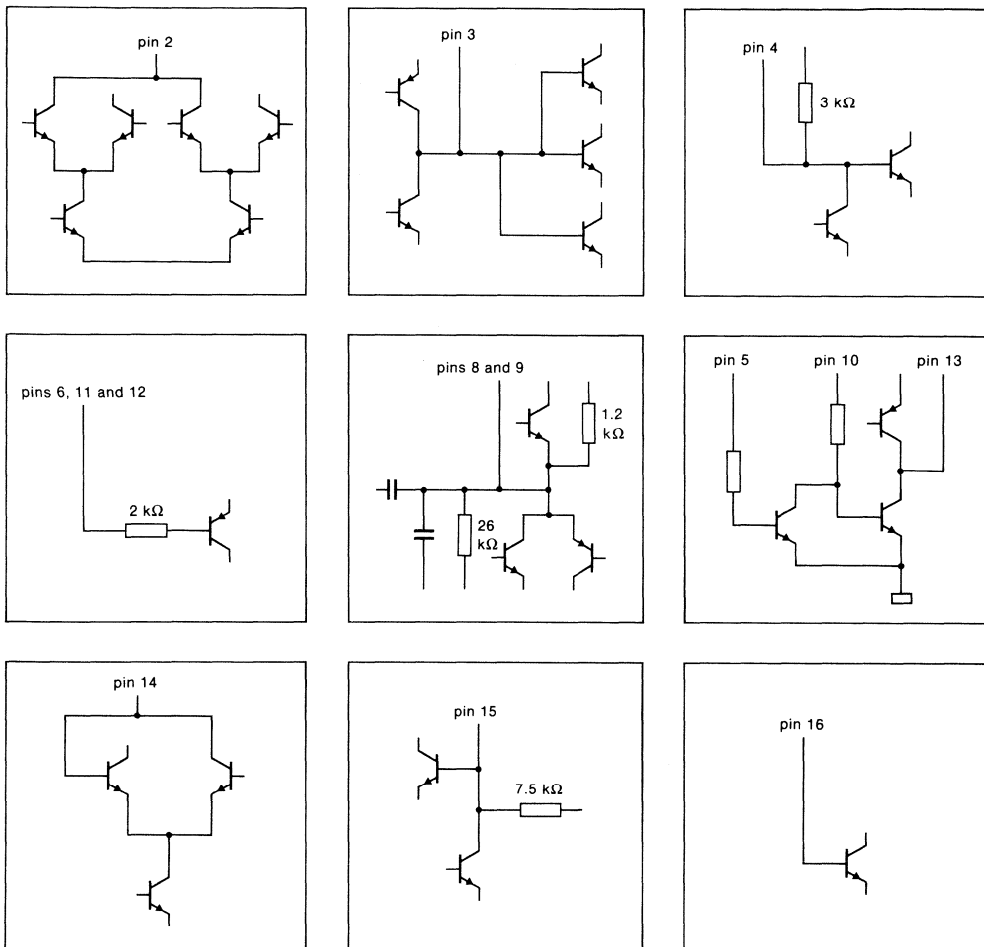 pin 2
pin 3
pin 4
3 kΩ
pins 6, 11 and 12
2 kΩ
pins 8 and 9
1.2
kΩ
26
kΩ
pin 5
pin 10
pin 13
pin 14
pin 15
7.5 kΩ
pin 16